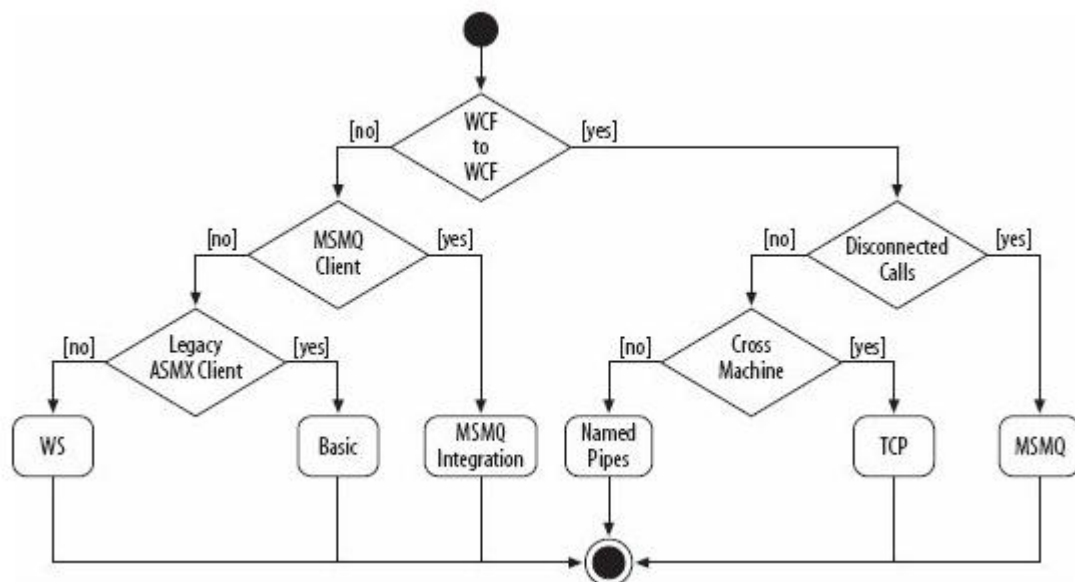 WCF
to
WCF
[no]
[yes]
MSMQ
Client
[no]
[yes]
Disconnected
Calls
[no]
[yes]
Legacy
ASMX Client
[no]
[yes]
Cross
Machine
[no]
[yes]
WS
Basic
MSMQ
Integration
Named
Pipes
TCP
MSMQ